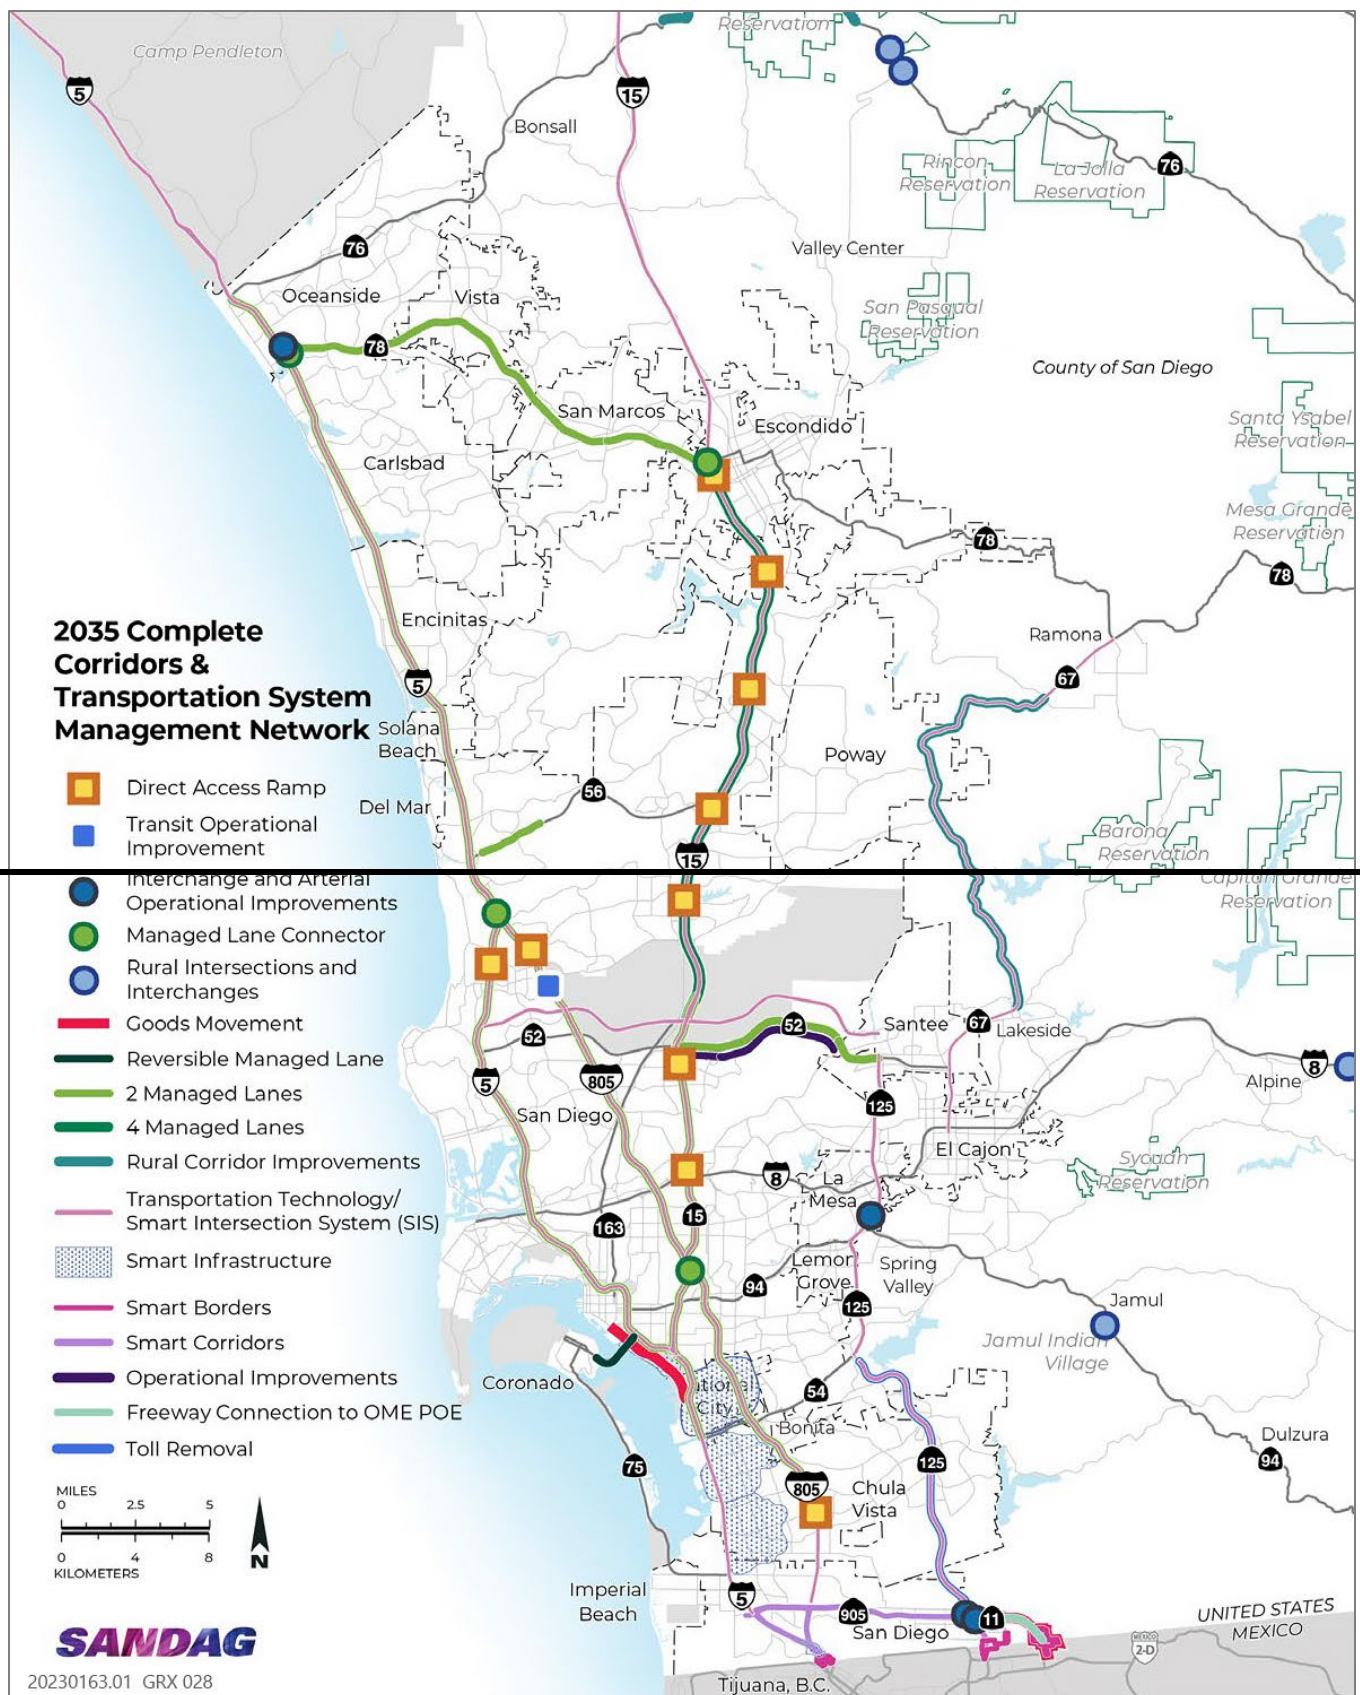 Reservation
Camp Pendleton
5
15
Bonsall
Rincon
Reservation
La Jolla
Reservation
76
76
Valley Center
Oceanside
Vista
San Pasqual
Reservation
78
County of San Diego
San Marcos
Escondido
Santa Ysabel
Reservation
Carlsbad
Mesa Grande
Reservation
78
78
Encinitas
Ramona
67
5
2035 Complete
Corridors &
Transportation System
Management Network
Solana
Beach
Poway
Direct Access Ramp
56
Del Mar
Transit Operational
Improvement
Barona
Reservation
15
Interchange and Arterial
Operational Improvements
Capitan Grande
Reservation
Managed Lane Connector
Rural Intersections and
Interchanges
Goods Movement
52
52
Santee
67
Lakeside
Reversible Managed Lane
5
805
8
Alpine
2 Managed Lanes
San Diego
125
4 Managed Lanes
El Cajon
Rural Corridor Improvements
8
La
Mesa
Sycuan
Reservation
Transportation Technology/
Smart Intersection System (SIS)
163
15
Smart Infrastructure
94
Lemon
Grove
Spring
Valley
Smart Borders
125
Jamul
Smart Corridors
Jamul Indian
Village
Operational Improvements
Coronado
National
City
54
Freeway Connection to OME POE
Bonita
Toll Removal
75
125
Dulzura
94
MILES
0 2.5 5
805
Chula
Vista
0 4 8
KILOMETERS
N
Imperial
Beach
5
905
11
San Diego
UNITED STATES
MEXICO
MEXICO
2-D
SANDAG
20230163.01 GRX 028
Tijuana, B.C.